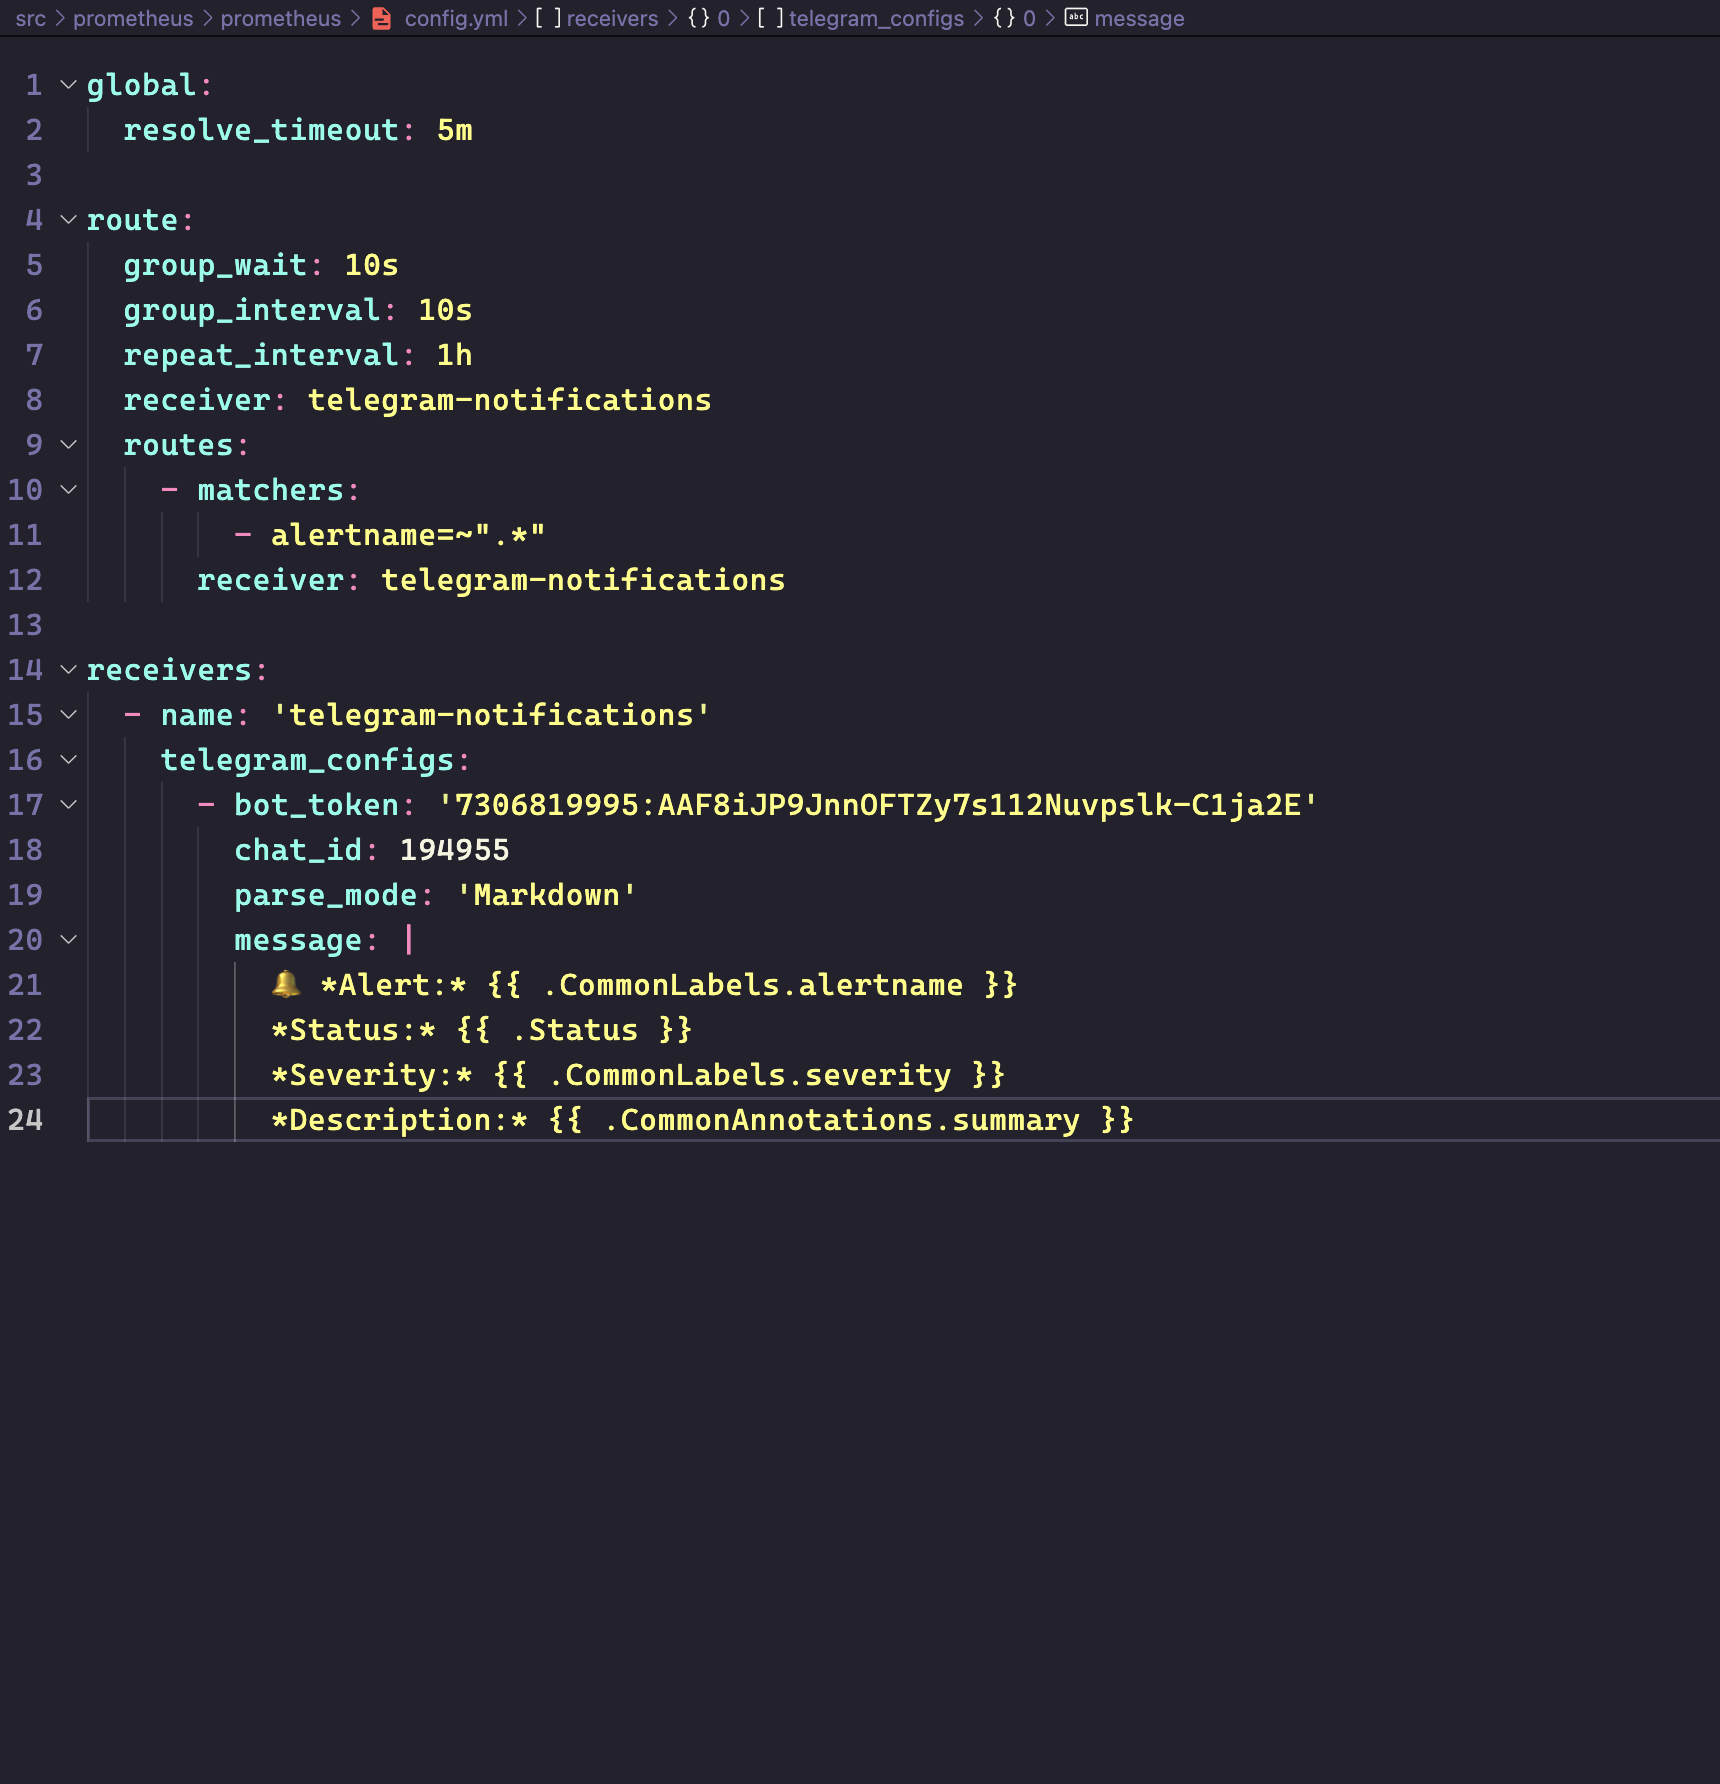 src > prometheus > prometheus > config.yml > [ ] receivers > {} 0 > [ ] telegram_configs > {} 0 > abc message
1 global:
2   resolve_timeout: 5m
3
4 route:
5   group_wait: 10s
6   group_interval: 10s
7   repeat_interval: 1h
8   receiver: telegram-notifications
9   routes:
10     - matchers:
11         - alertname=~".*"
12       receiver: telegram-notifications
13
14 receivers:
15   - name: 'telegram-notifications'
16     telegram_configs:
17       - bot_token: '7306819995:AAF8iJP9JnnOFTZy7s112Nuvpslk-C1ja2E'
18         chat_id: 194955
19         parse_mode: 'Markdown'
20         message: |
21           🔔 *Alert:* {{ .CommonLabels.alertname }}
22           *Status:* {{ .Status }}
23           *Severity:* {{ .CommonLabels.severity }}
24           *Description:* {{ .CommonAnnotations.summary }}